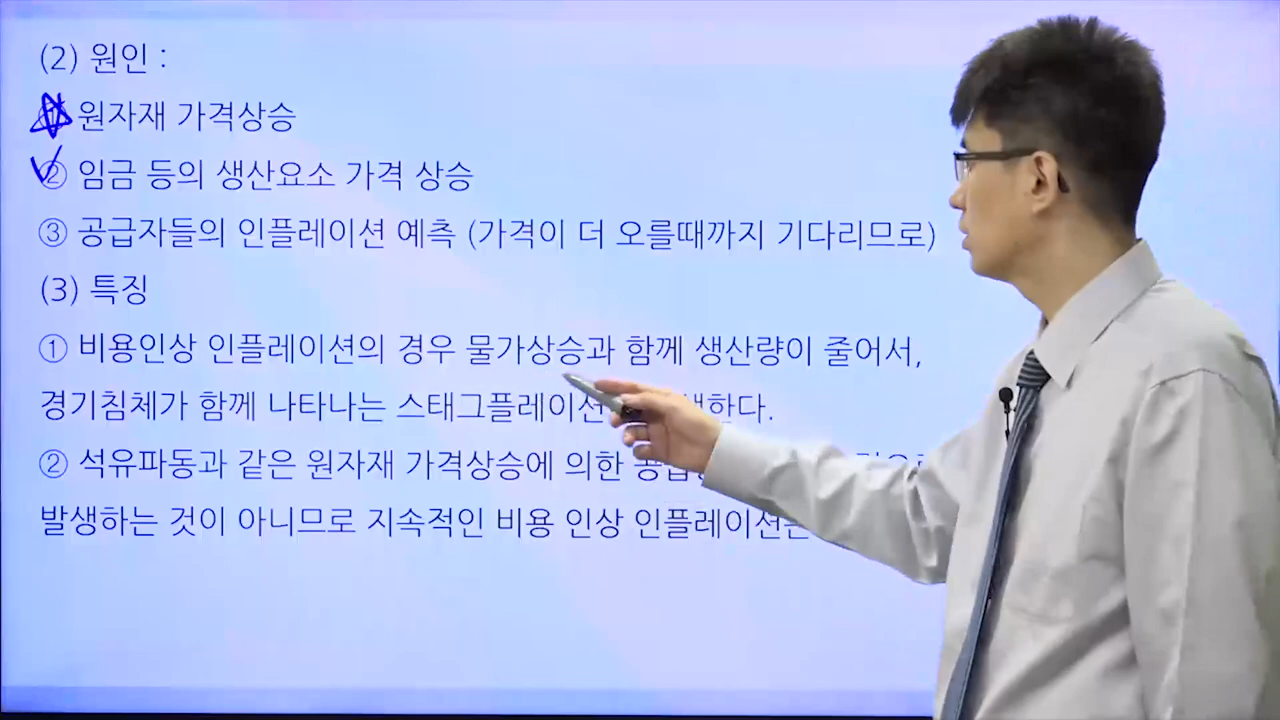 (2) 원인 :
원자재 가격상승
② 임금 등의 생산요소 가격 상승
③ 공급자들의 인플레이션 예측 (가격이 더 오를때까지 기다리므로)
(3) 특징
① 비용인상 인플레이션의 경우 물가상승과 함께 생산량이 줄어서,
경기침체가 함께 나타나는 스태그플레이션
② 석유파동과 같은 원자재 가격상승에 의한
발생하는 것이 아니므로 지속적인 비용 인상 인플레이션은